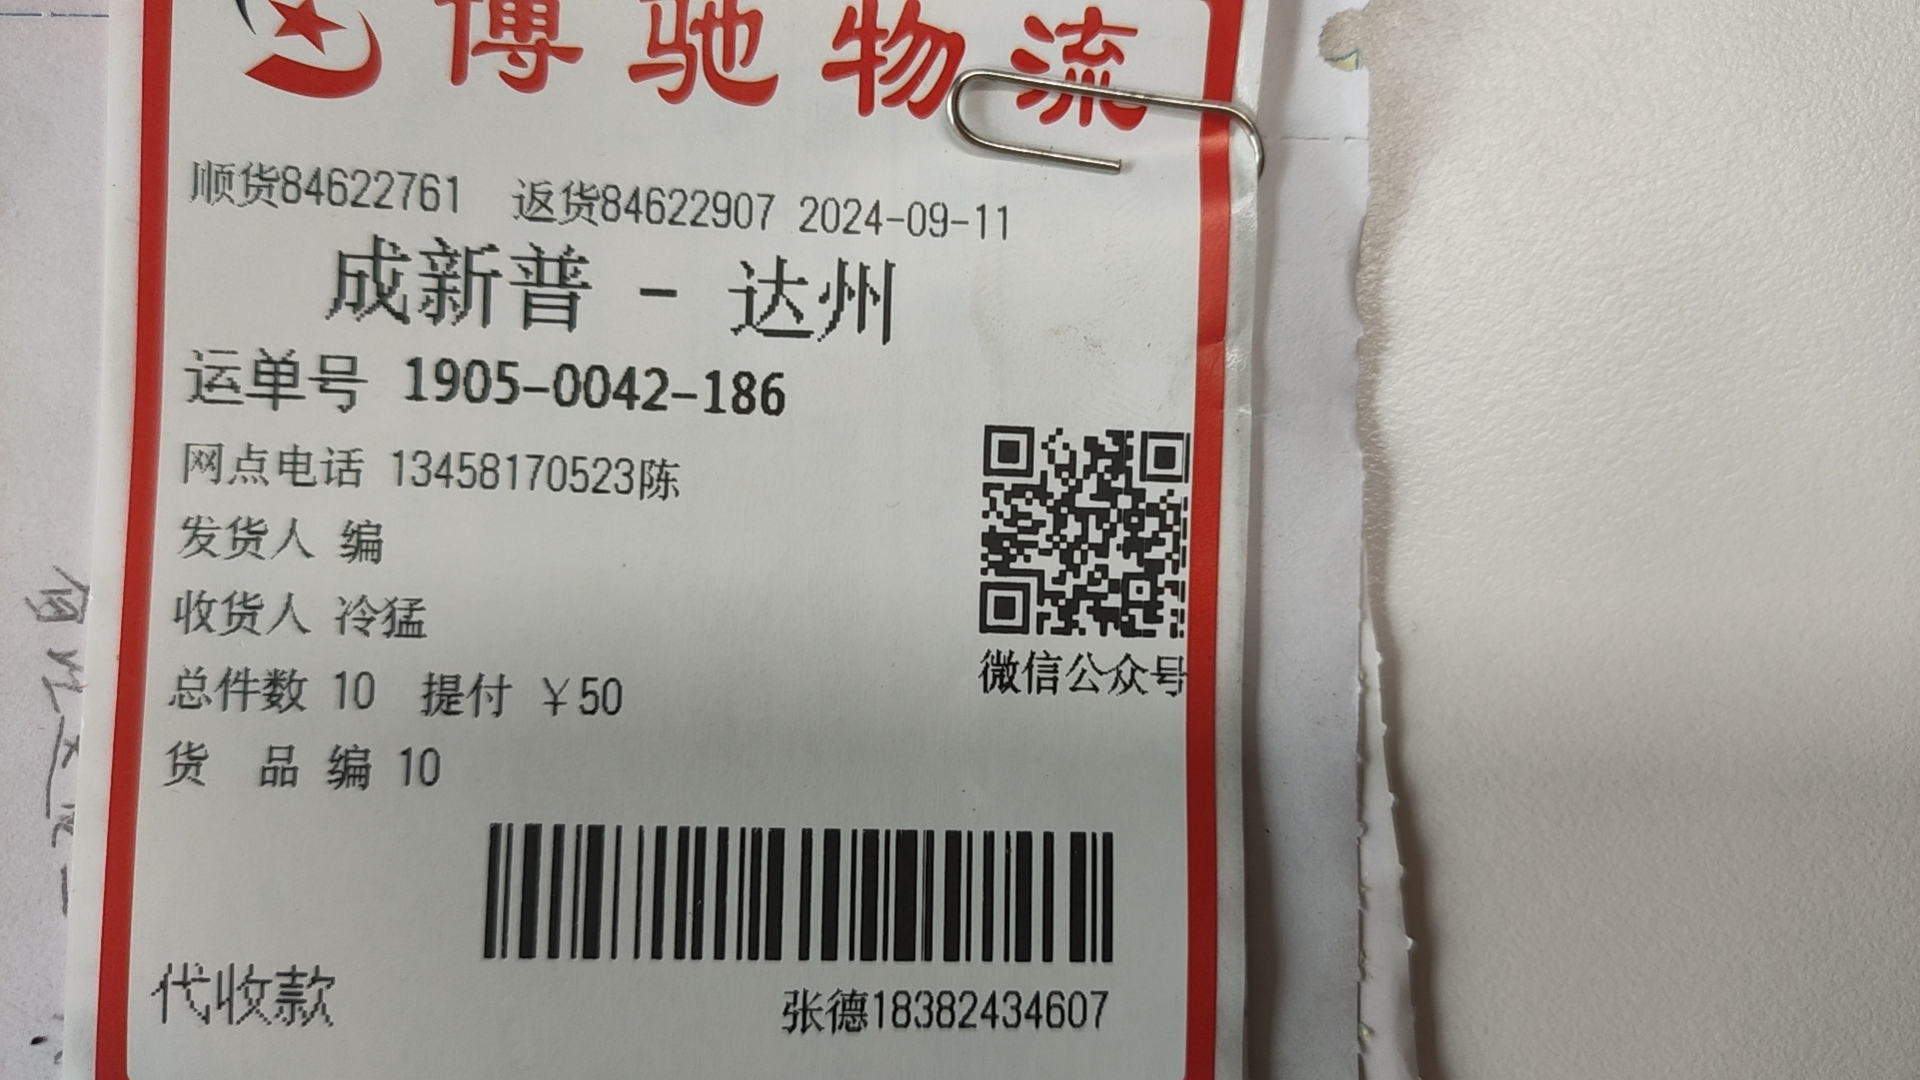 博驰物流
顺货84622761 返货84622907 2024-09-11
成新普 - 达州
运单号 1905-0042-186
网点电话 13458170523陈
发货人 编
收货人 冷猛
总件数 10 提付 ￥50
微信公众号
货 品 编 10
代收款
张德18382434607